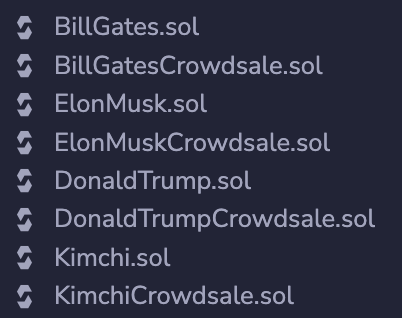 BillGates.sol
BillGatesCrowdsale.sol
ElonMusk.sol
ElonMuskCrowdsale.sol
DonaldTrump.sol
DonaldTrumpCrowdsale.sol
Kimchi.sol
KimchiCrowdsale.sol